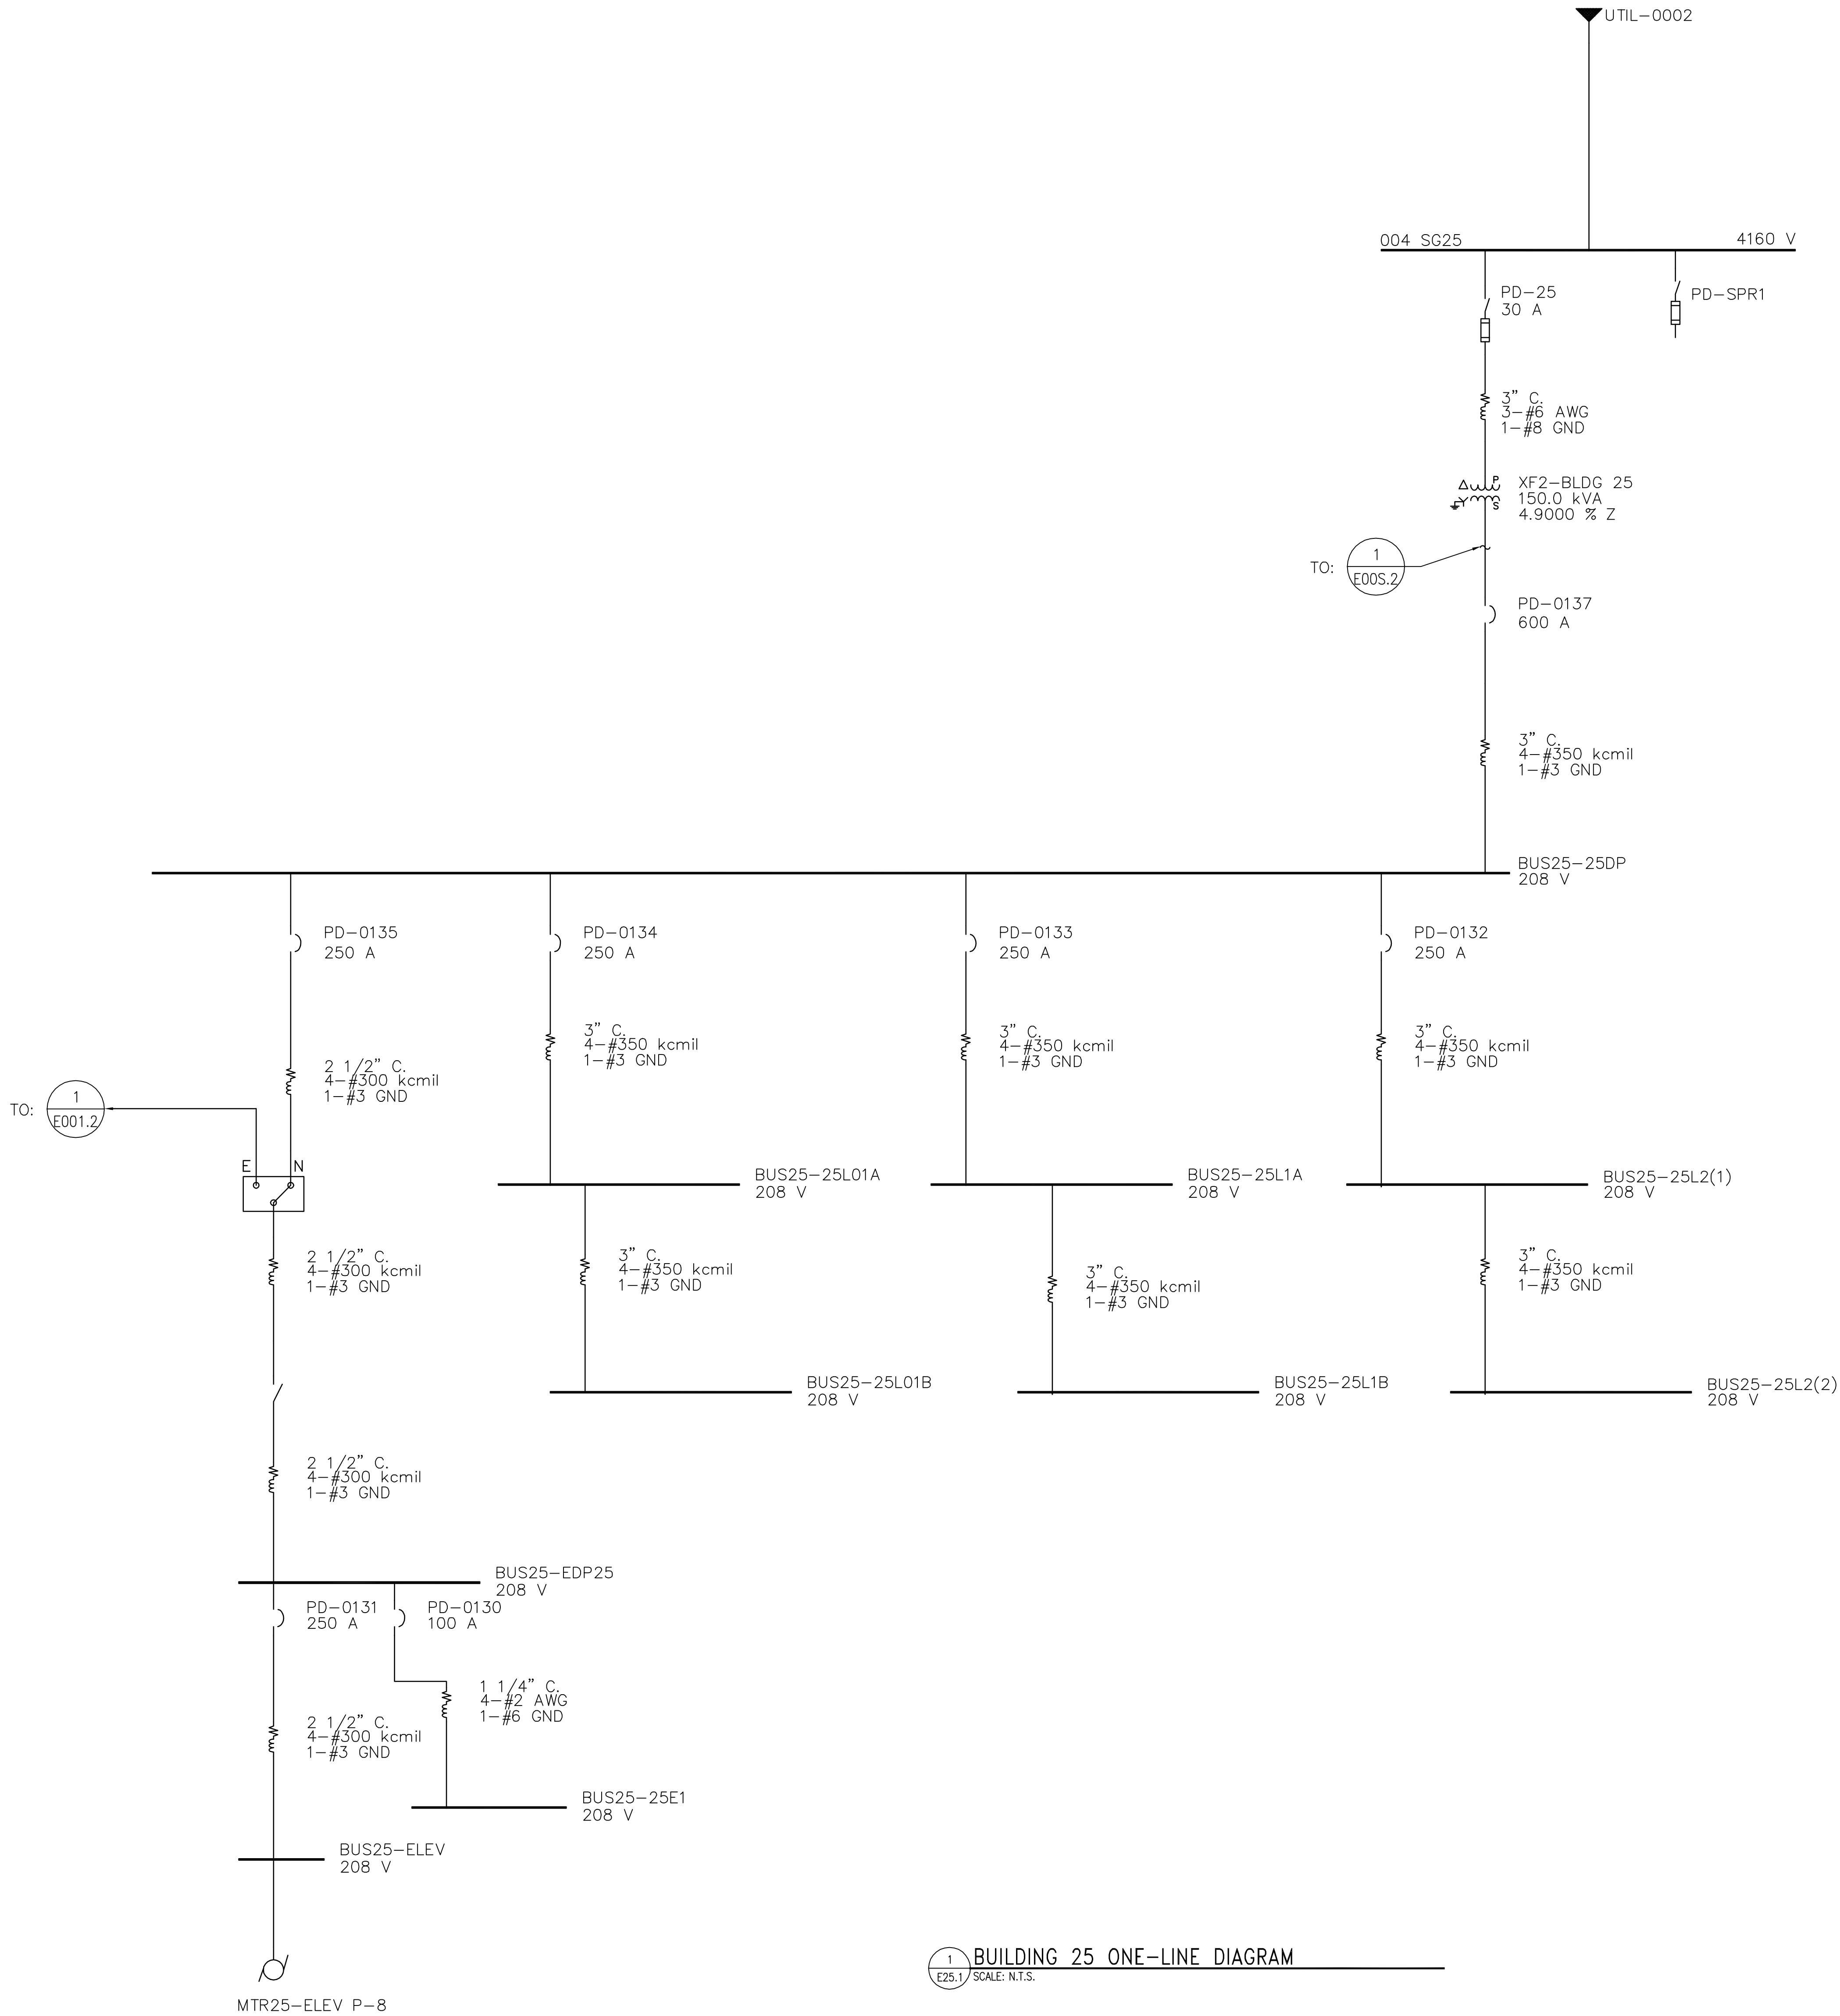 UTIL-0002
004 SG25
4160 V
PD-25
30 A
PD-SPR1
3" C.
3-#6 AWG
1-#8 GND
P
S
XF2-BLDG 25
150.0 kVA
4.9000 % Z
TO:
1
E00S.2
PD-0137
600 A
3" C.
4-#350 kcmil
1-#3 GND
BUS25-25DP
208 V
PD-0135
250 A
PD-0134
250 A
PD-0133
250 A
PD-0132
250 A
2 1/2" C.
4-#300 kcmil
1-#3 GND
3" C.
4-#350 kcmil
1-#3 GND
3" C.
4-#350 kcmil
1-#3 GND
3" C.
4-#350 kcmil
1-#3 GND
TO:
1
E001.2
E
N
BUS25-25L01A
208 V
BUS25-25L1A
208 V
BUS25-25L2(1)
208 V
2 1/2" C.
4-#300 kcmil
1-#3 GND
3" C.
4-#350 kcmil
1-#3 GND
3" C.
4-#350 kcmil
1-#3 GND
3" C.
4-#350 kcmil
1-#3 GND
BUS25-25L01B
208 V
BUS25-25L1B
208 V
BUS25-25L2(2)
208 V
2 1/2" C.
4-#300 kcmil
1-#3 GND
BUS25-EDP25
208 V
PD-0131
250 A
PD-0130
100 A
1 1/4" C.
4-#2 AWG
1-#6 GND
2 1/2" C.
4-#300 kcmil
1-#3 GND
BUS25-25E1
208 V
BUS25-ELEV
208 V
MTR25-ELEV P-8
1
E25.1
BUILDING 25 ONE-LINE DIAGRAM
SCALE: N.T.S.